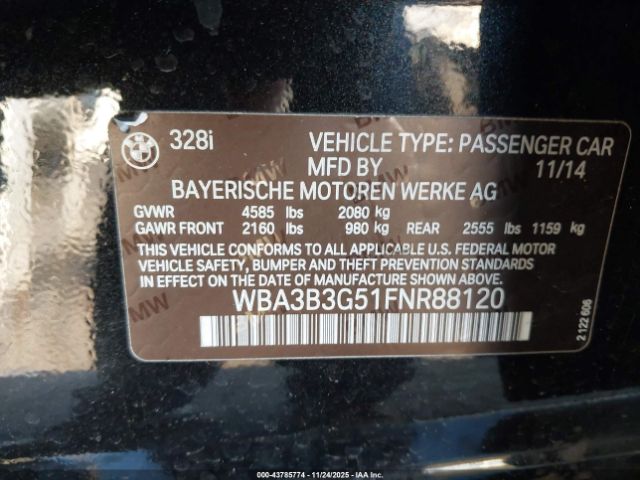 328i VEHICLE TYPE: PASSENGER CAR
MFD BY 11/14
BAYERISCHE MOTOREN WERKE AG
GVWR 4585 lbs 2080 kg
GAWR FRONT 2160 lbs 980 kg REAR 2555 lbs 1159 kg
THIS VEHICLE CONFORMS TO ALL APPLICABLE U.S. FEDERAL MOTOR
VEHICLE SAFETY, BUMPER, AND THEFT PREVENTION STANDARDS
IN EFFECT ON THE DATE OF MANUFACTURE SHOWN ABOVE.
WBA3B3G51FNR88120
2 122 606
000-43785774 - 11/24/2025 - IAA Inc.